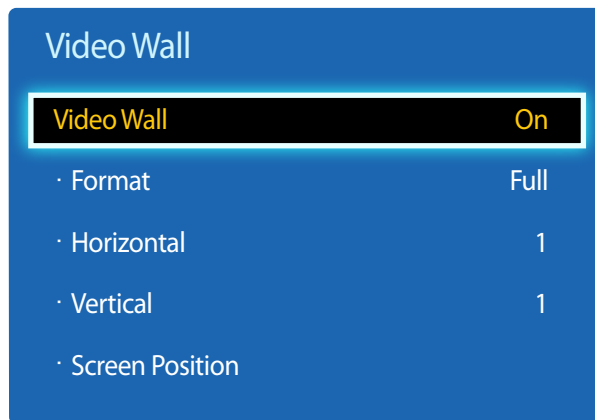 Video Wall
Video Wall On
· Format Full
· Horizontal 1
· Vertical 1
· Screen Position